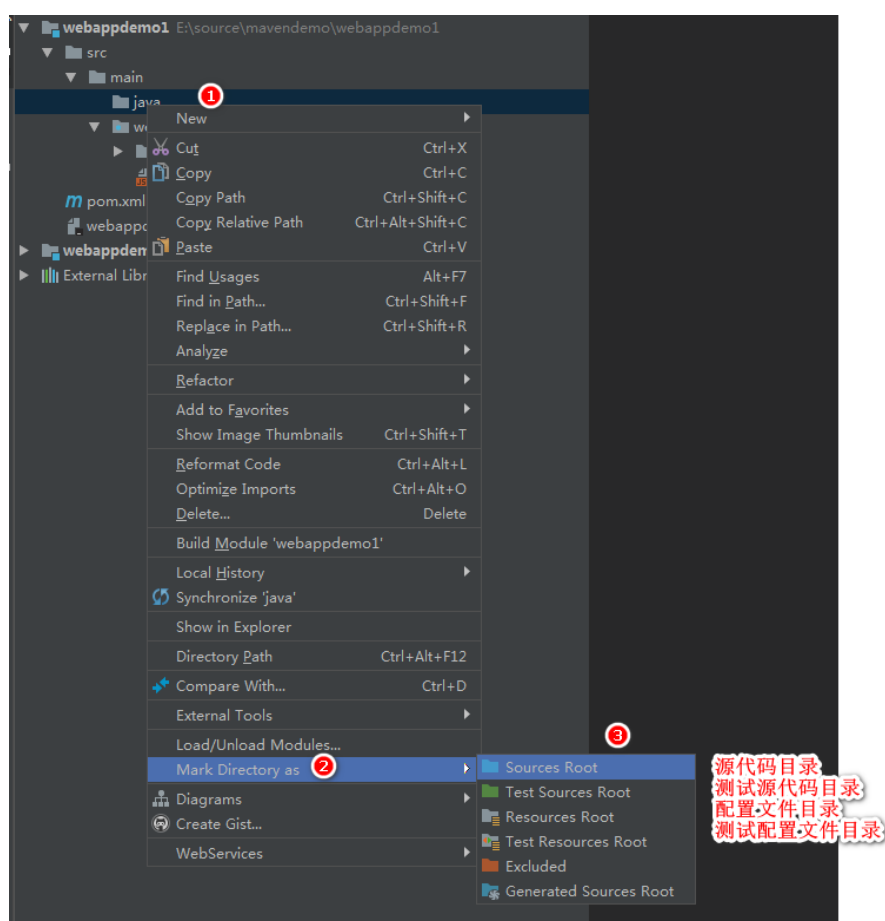 webappdemo1 E:\source\mavendemo\webappdemo1
src
main
java
1
New
Cut Ctrl+X
Copy Ctrl+C
Copy Path Ctrl+Shift+C
pom.xml
Copy Relative Path Ctrl+Alt+Shift+C
Paste Ctrl+V
External Libr
Find Usages Alt+F7
Find in Path... Ctrl+Shift+F
Replace in Path... Ctrl+Shift+R
Analyze
Refactor
Add to Favorites
Show Image Thumbnails Ctrl+Shift+T
Reformat Code Ctrl+Alt+L
Optimize Imports Ctrl+Alt+O
Delete... Delete
Build Module 'webappdemo1'
Local History
Synchronize 'java'
Show in Explorer
Directory Path Ctrl+Alt+F12
Compare With... Ctrl+D
External Tools
Load/Unload Modules...
Mark Directory as 2
Diagrams
Create Gist...
WebServices
3
Sources Root 源代码目录
Test Sources Root 测试源代码目录
Resources Root 配置文件目录
Test Resources Root 测试配置文件目录
Excluded
Generated Sources Root